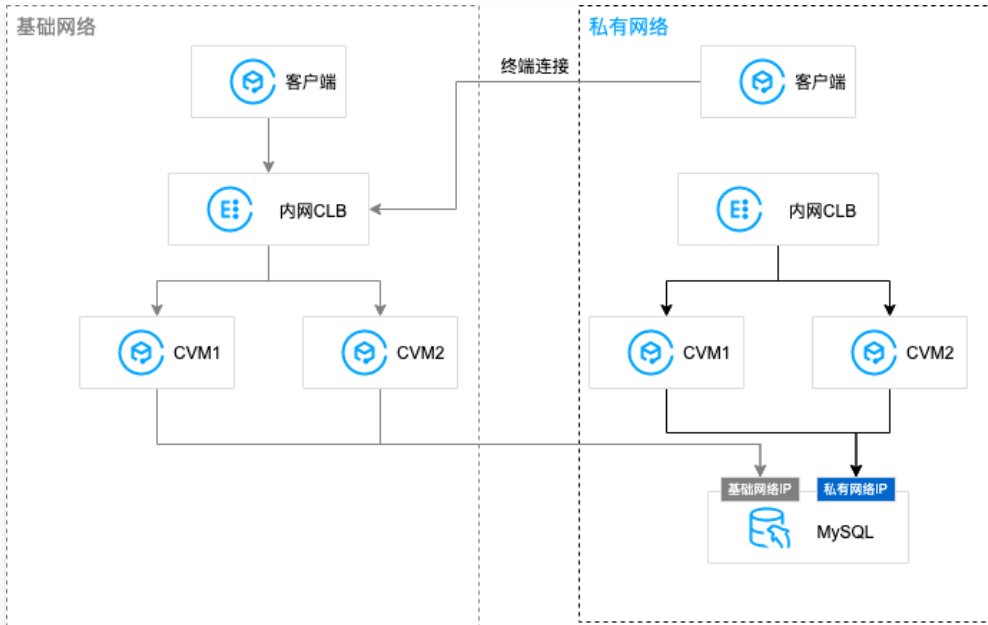 基础网络
私有网络
客户端
终端连接
客户端
内网CLB
内网CLB
CVM1
CVM2
CVM1
CVM2
基础网络IP
私有网络IP
MySQL